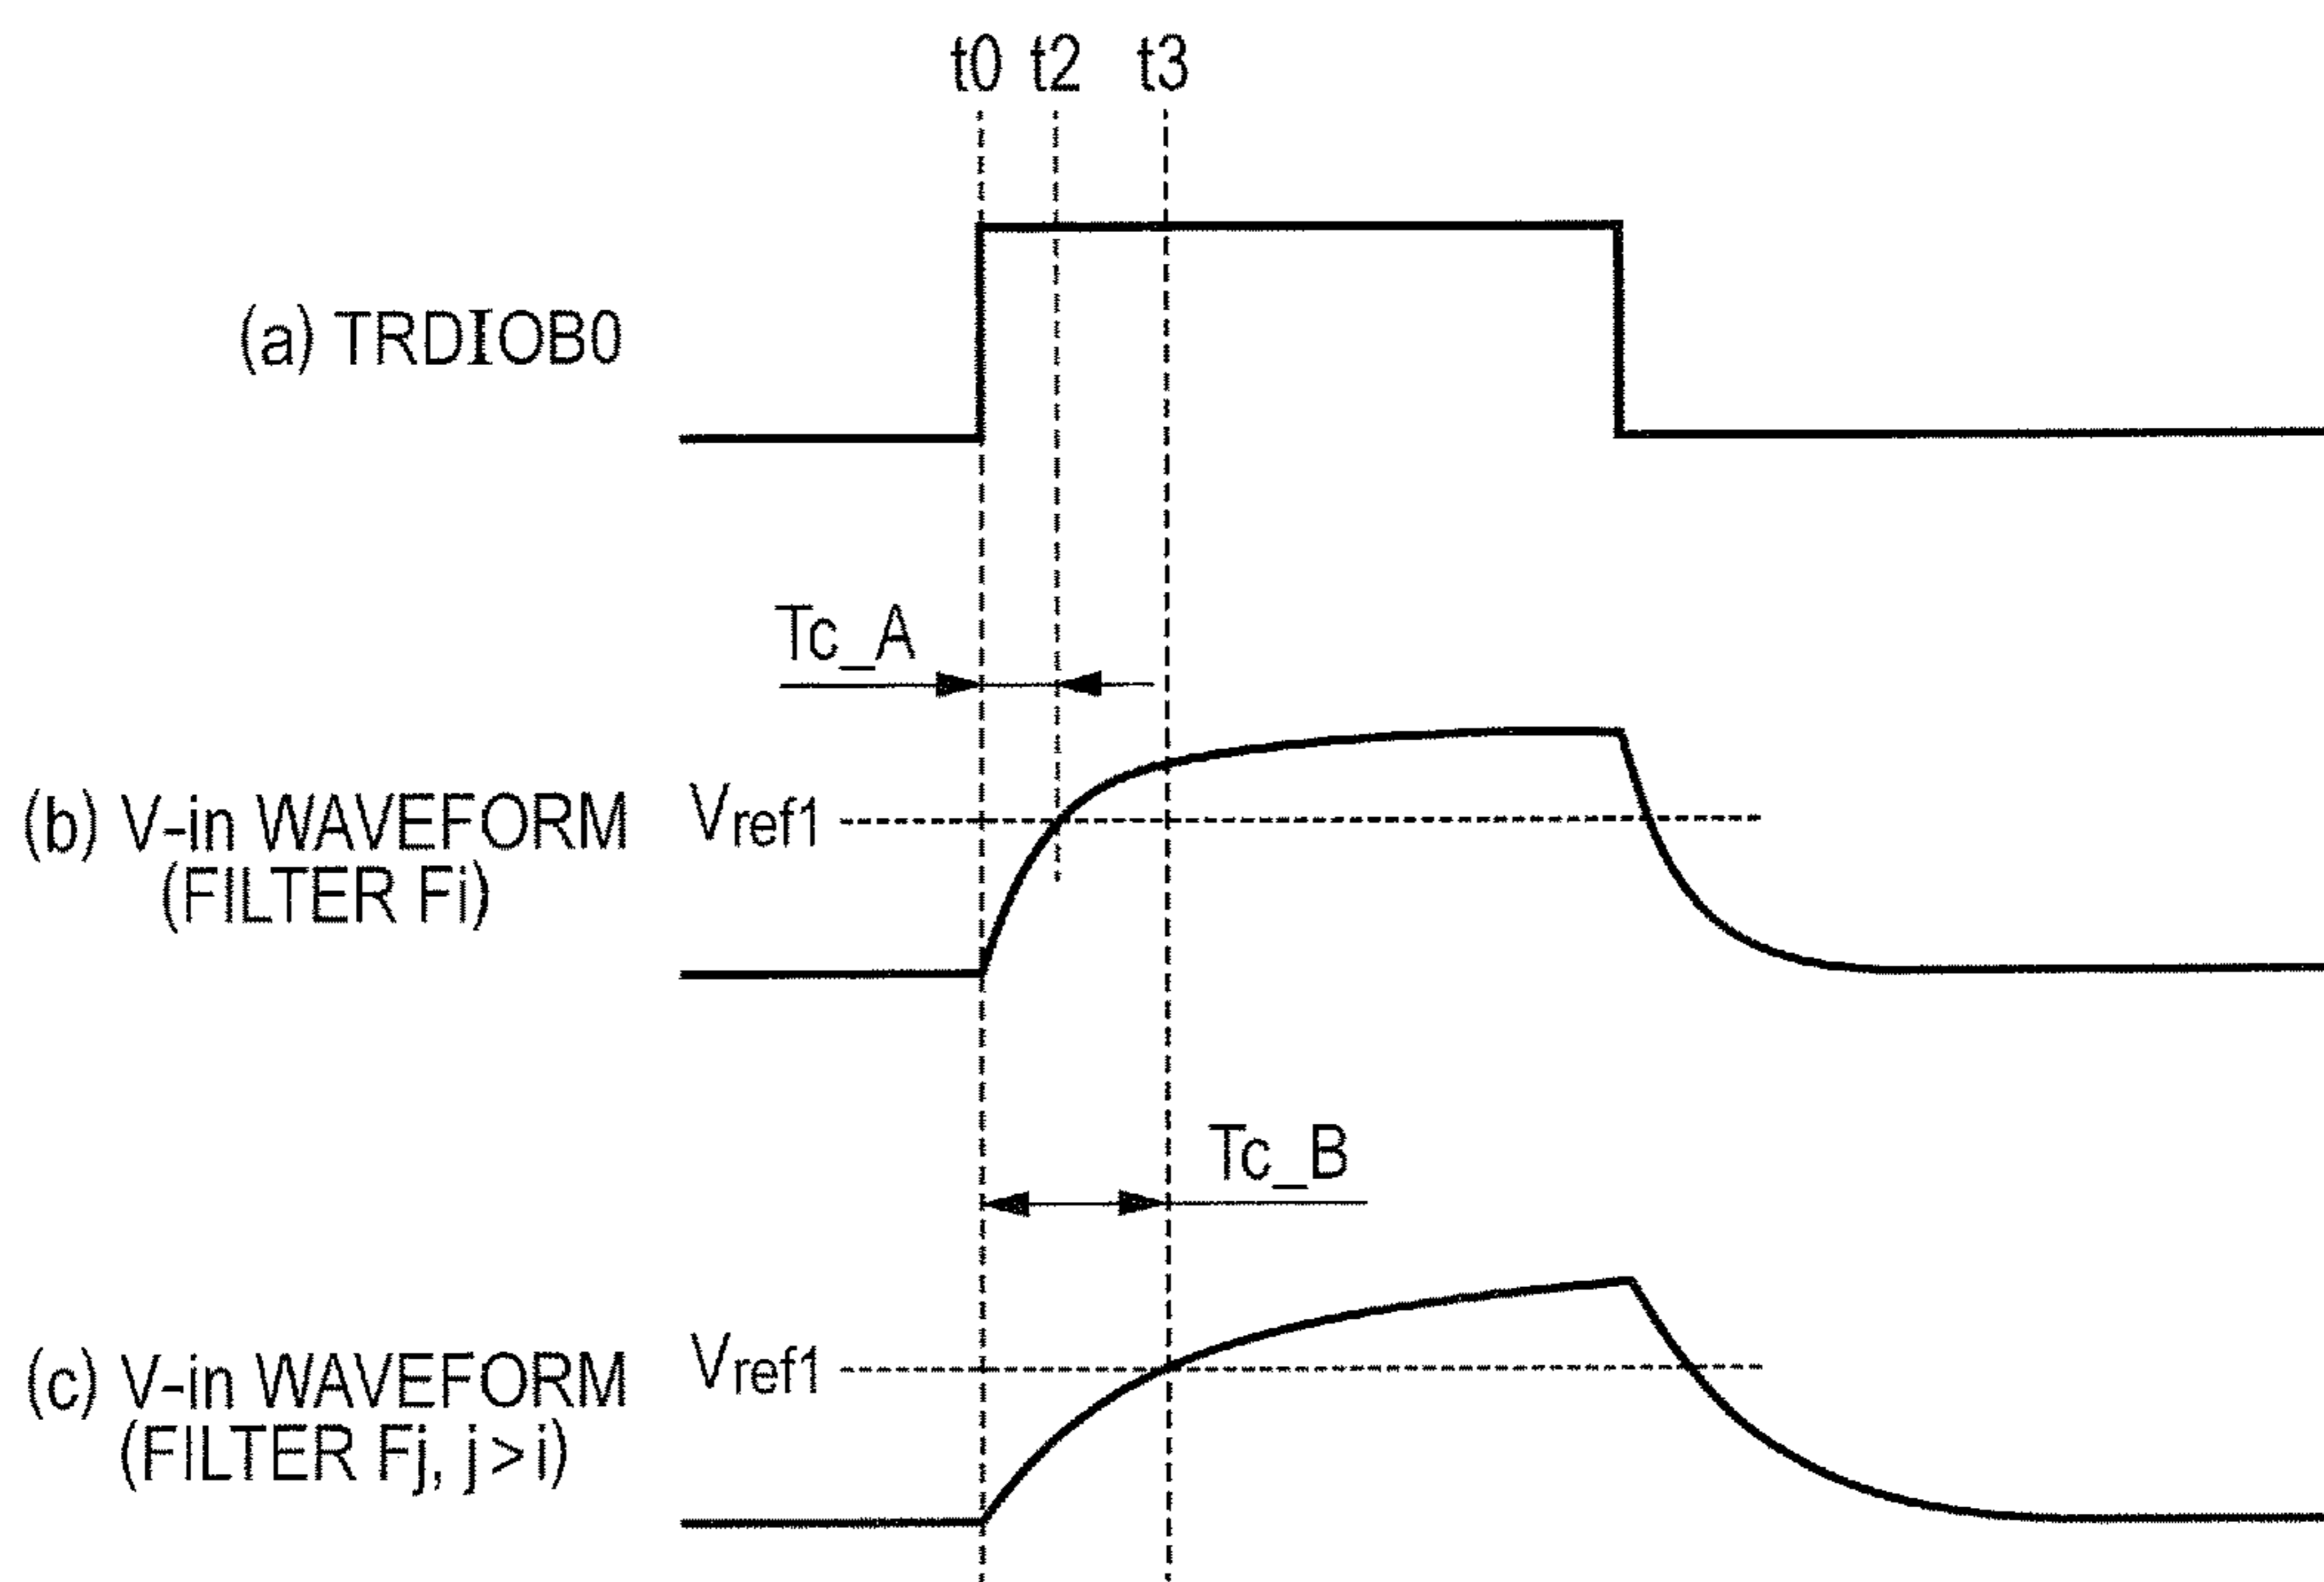 t0 t2 t3
(a) TRDIOB0
Tc_A
(b) V-in WAVEFORM
(FILTER Fi)
Vref1
Tc_B
(c) V-in WAVEFORM
(FILTER Fj, j>i)
Vref1